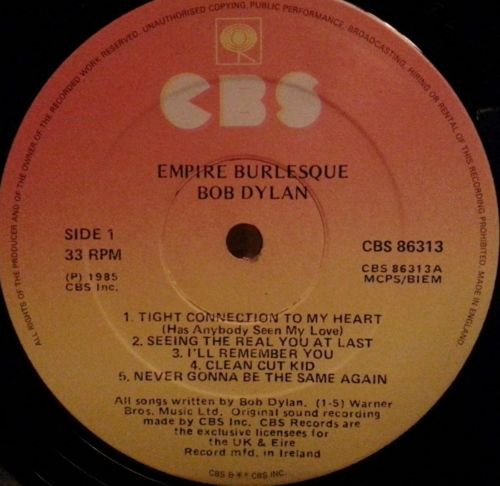 ALL RIGHTS OF THE PRODUCER AND OF THE OWNER OF THE RECORDED WORK RESERVED. UNAUTHORISED COPYING, PUBLIC PERFORMANCE, BROADCASTING, HIRING OR RENTAL OF THIS RECORDING PROHIBITED. MADE IN ENGLAND.
CBS
EMPIRE BURLESQUE
BOB DYLAN
SIDE 1
33 RPM
(P) 1985
CBS Inc.
CBS 86313
CBS 86313A
MCPS/BIEM
1. TIGHT CONNECTION TO MY HEART
(Has Anybody Seen My Love)
2. SEEING THE REAL YOU AT LAST
3. I'LL REMEMBER YOU
4. CLEAN CUT KID
5. NEVER GONNA BE THE SAME AGAIN
All songs written by Bob Dylan. (1-5) Warner
Bros. Music Ltd. Original sound recording
made by CBS Inc. CBS Records are
the exclusive licensees for
the UK & Eire
Record mfd. in Ireland
CBS & CBS INC.